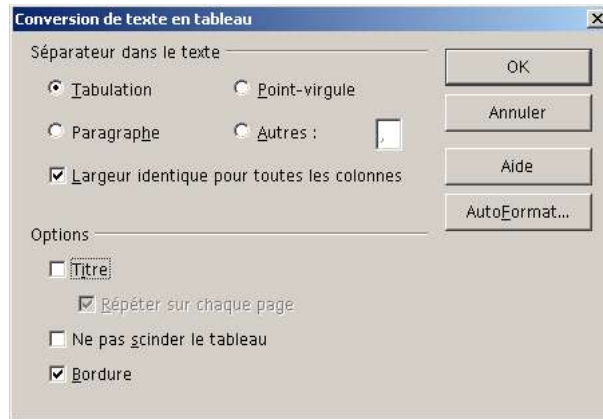 Conversion de texte en tableau
Séparateur dans le texte
OK
Tabulation Point-virgule
Annuler
Paragraphe Autres : ,
Largeur identique pour toutes les colonnes
Aide
AutoFormat...
Options
Titre
Répéter sur chaque page
Ne pas scinder le tableau
Bordure